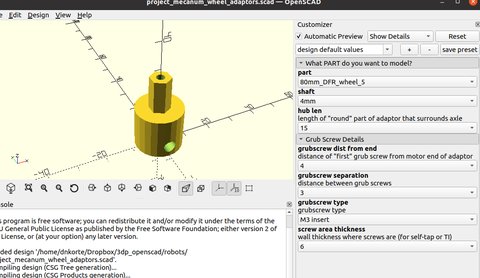 project_mecanum_wheel_adaptors.scad — OpenSCAD
File Edit Design View Help
Customizer
Automatic Preview
Show Details
Reset
design default values
+
-
save preset
What PART do you want to model?
part
80mm_DFR_wheel_5
shaft
4mm
hub len
length of "round" part of adaptor that surrounds axle
15
Grub Screw Details
grubscrew dist from end
distance of "first" grub screw from motor end of adaptor
4
grubscrew separation
distance between grub screws
3
grubscrew type
grubscrew type
M3 insert
screw area thickness
wall thickness where screws are (for self-tap or TI)
6
-20
-40
nsole
s program is free software; you can redistribute it and/or modify it under the terms of the
U General Public License as published by the Free Software Foundation; either version 2 of
License, or (at your option) any later version.
ded design '/home/dnkorte/Dropbox/3dp_openscad/robots/
ject_mecanum_wheel_adaptors.scad'.
mpiling design (CSG Tree generation)...
mpiling design (CSG Products generation)...